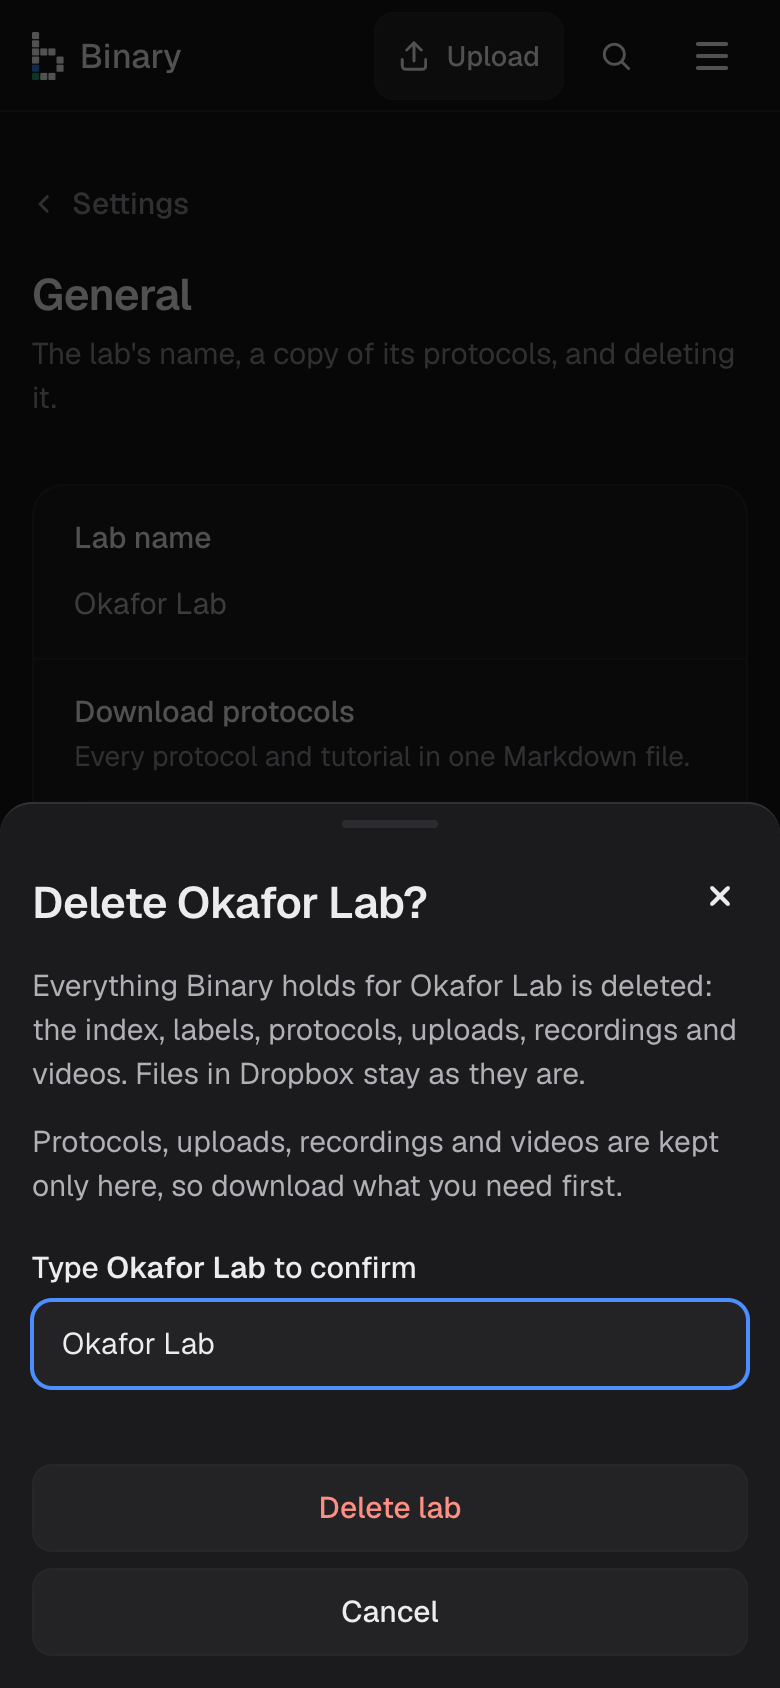 Binary
Upload
Settings
General
The lab's name, a copy of its protocols, and deleting
it.
Lab name
Okafor Lab
Download protocols
Every protocol and tutorial in one Markdown file.
Delete Okafor Lab?
Everything Binary holds for Okafor Lab is deleted:
the index, labels, protocols, uploads, recordings and
videos. Files in Dropbox stay as they are.
Protocols, uploads, recordings and videos are kept
only here, so download what you need first.
Type Okafor Lab to confirm
Okafor Lab
Delete lab
Cancel